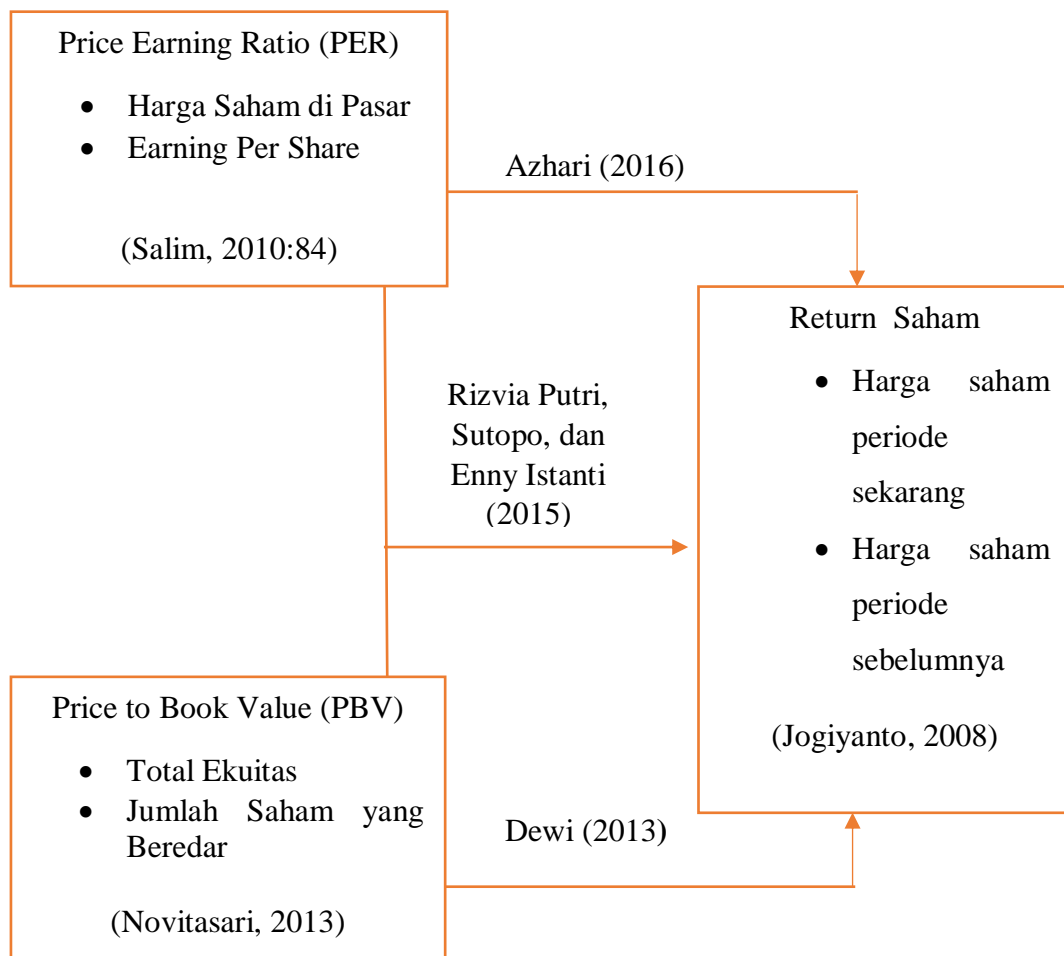 Price Earning Ratio (PER)
• Harga Saham di Pasar
• Earning Per Share
(Salim, 2010:84)
Azhari (2016)
Rizvia Putri,
Sutopo, dan
Enny Istanti
(2015)
Return Saham
• Harga saham
periode
sekarang
• Harga saham
periode
sebelumnya
(Jogiyanto, 2008)
Price to Book Value (PBV)
• Total Ekuitas
• Jumlah Saham yang
Beredar
(Novitasari, 2013)
Dewi (2013)